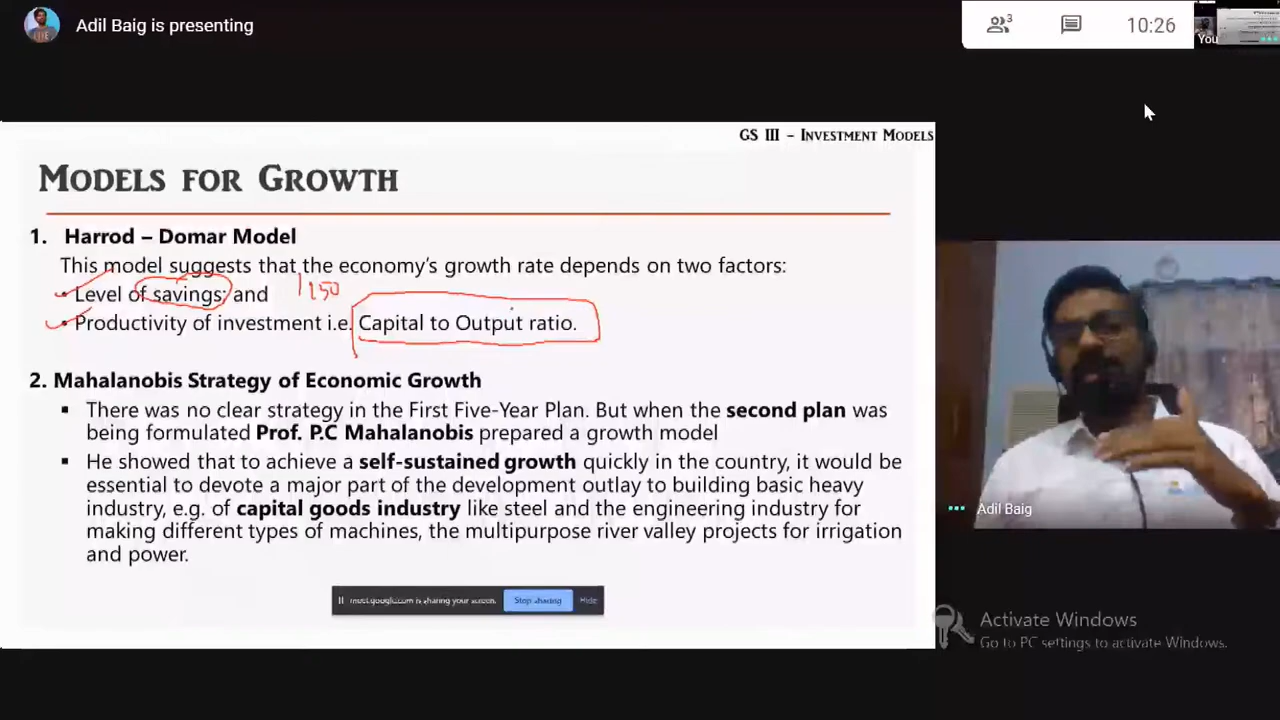 Adil Baig is presenting
3
10:26
You
GS III – Investment Models
Models for Growth
1. Harrod – Domar Model
This model suggests that the economy's growth rate depends on two factors:
• Level of savings; and
• Productivity of investment i.e. Capital to Output ratio.
2. Mahalanobis Strategy of Economic Growth
▪ There was no clear strategy in the First Five-Year Plan. But when the second plan was
being formulated Prof. P.C Mahalanobis prepared a growth model
▪ He showed that to achieve a self-sustained growth quickly in the country, it would be
essential to devote a major part of the development outlay to building basic heavy
industry, e.g. of capital goods industry like steel and the engineering industry for
making different types of machines, the multipurpose river valley projects for irrigation
and power.
meet.google.com is sharing your screen.
Stop sharing
Hide
Adil Baig
Activate Windows
Go to PC settings to activate Windows.